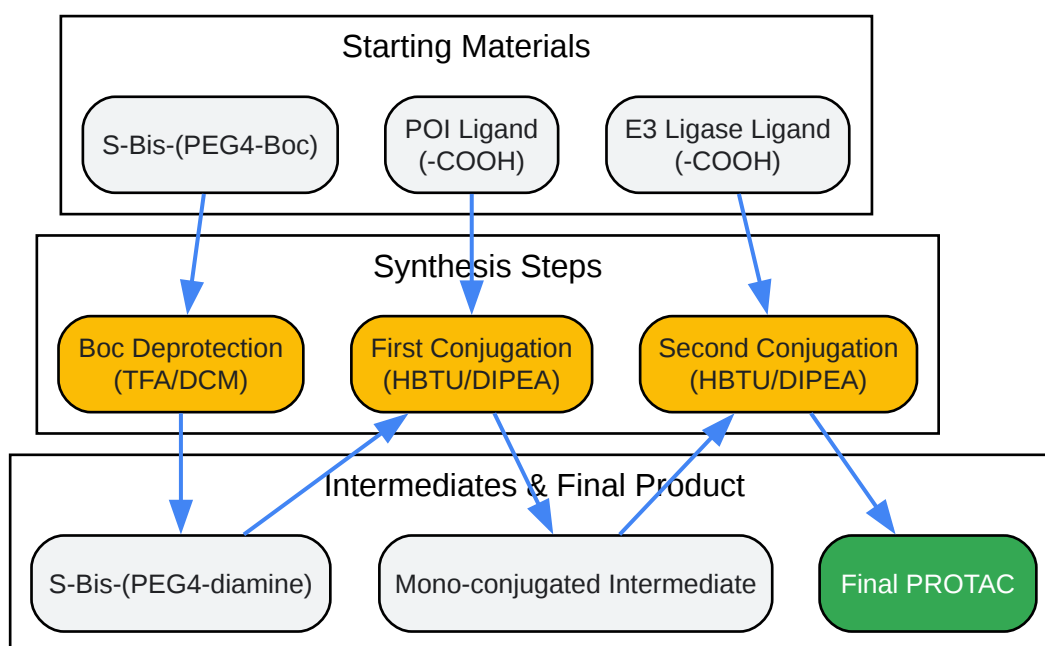 Starting Materials
S-Bis-(PEG4-Boc)
POI Ligand
(-COOH)
E3 Ligase Ligand
(-COOH)
Synthesis Steps
Boc Deprotection
(TFA/DCM)
First Conjugation
(HBTU/DIPEA)
Second Conjugation
(HBTU/DIPEA)
Intermediates & Final Product
S-Bis-(PEG4-diamine)
Mono-conjugated Intermediate
Final PROTAC